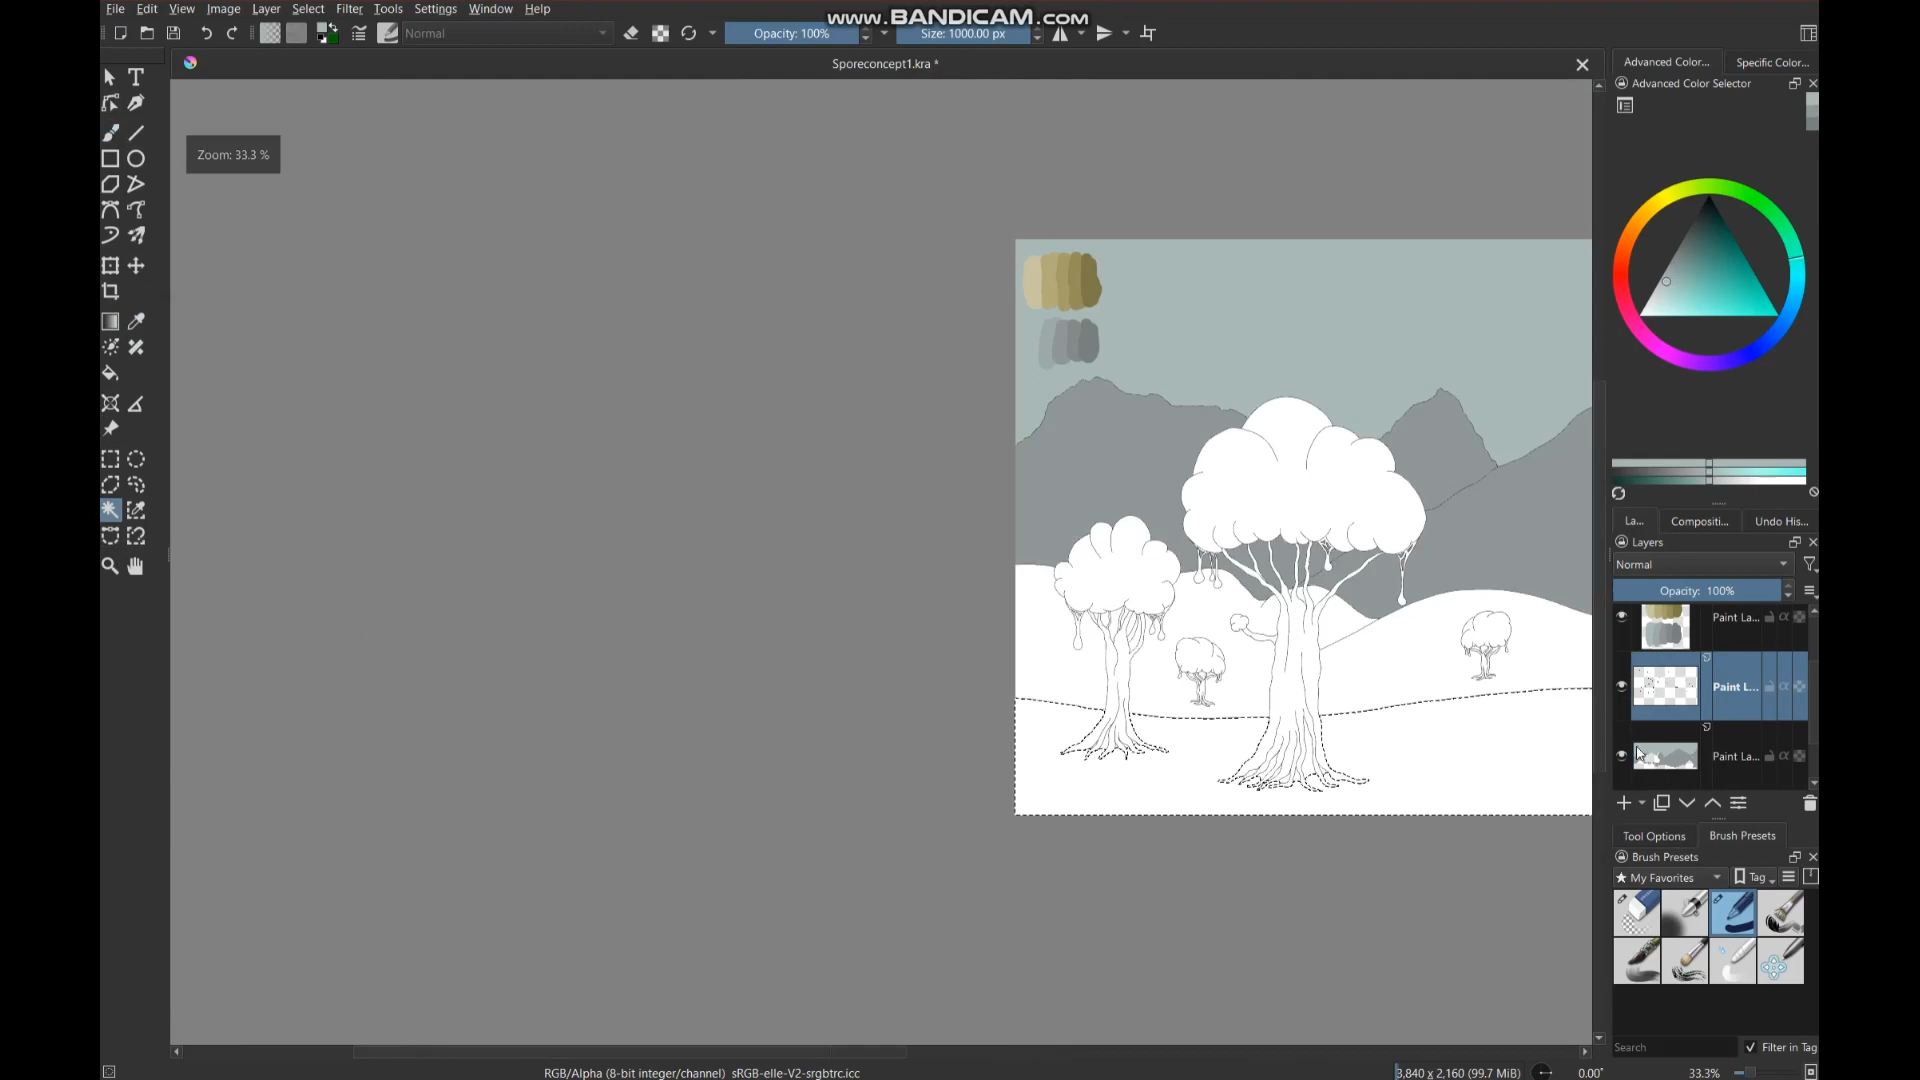 File Edit View Image Layer Filter Select Tools Settings Window Help
www.BANDICAM.com
Normal
Opacity: 100%
Size: 1000.00 px
Sporeconcept1.kra *
Advanced Color...
Specific Color...
Advanced Color Selector
Zoom: 33.3 %
La...
Compositi...
Undo His...
Layers
Normal
Opacity: 100%
Paint La...
Paint L...
Paint La...
Tool Options
Brush Presets
Brush Presets
My Favorites
Tag
Search
Filter in Tag
RGB/Alpha (8-bit integer/channel) sRGB-elle-V2-srgbtrc.icc
3,840 x 2,160 (99.7 MiB)
0.00°
33.3%